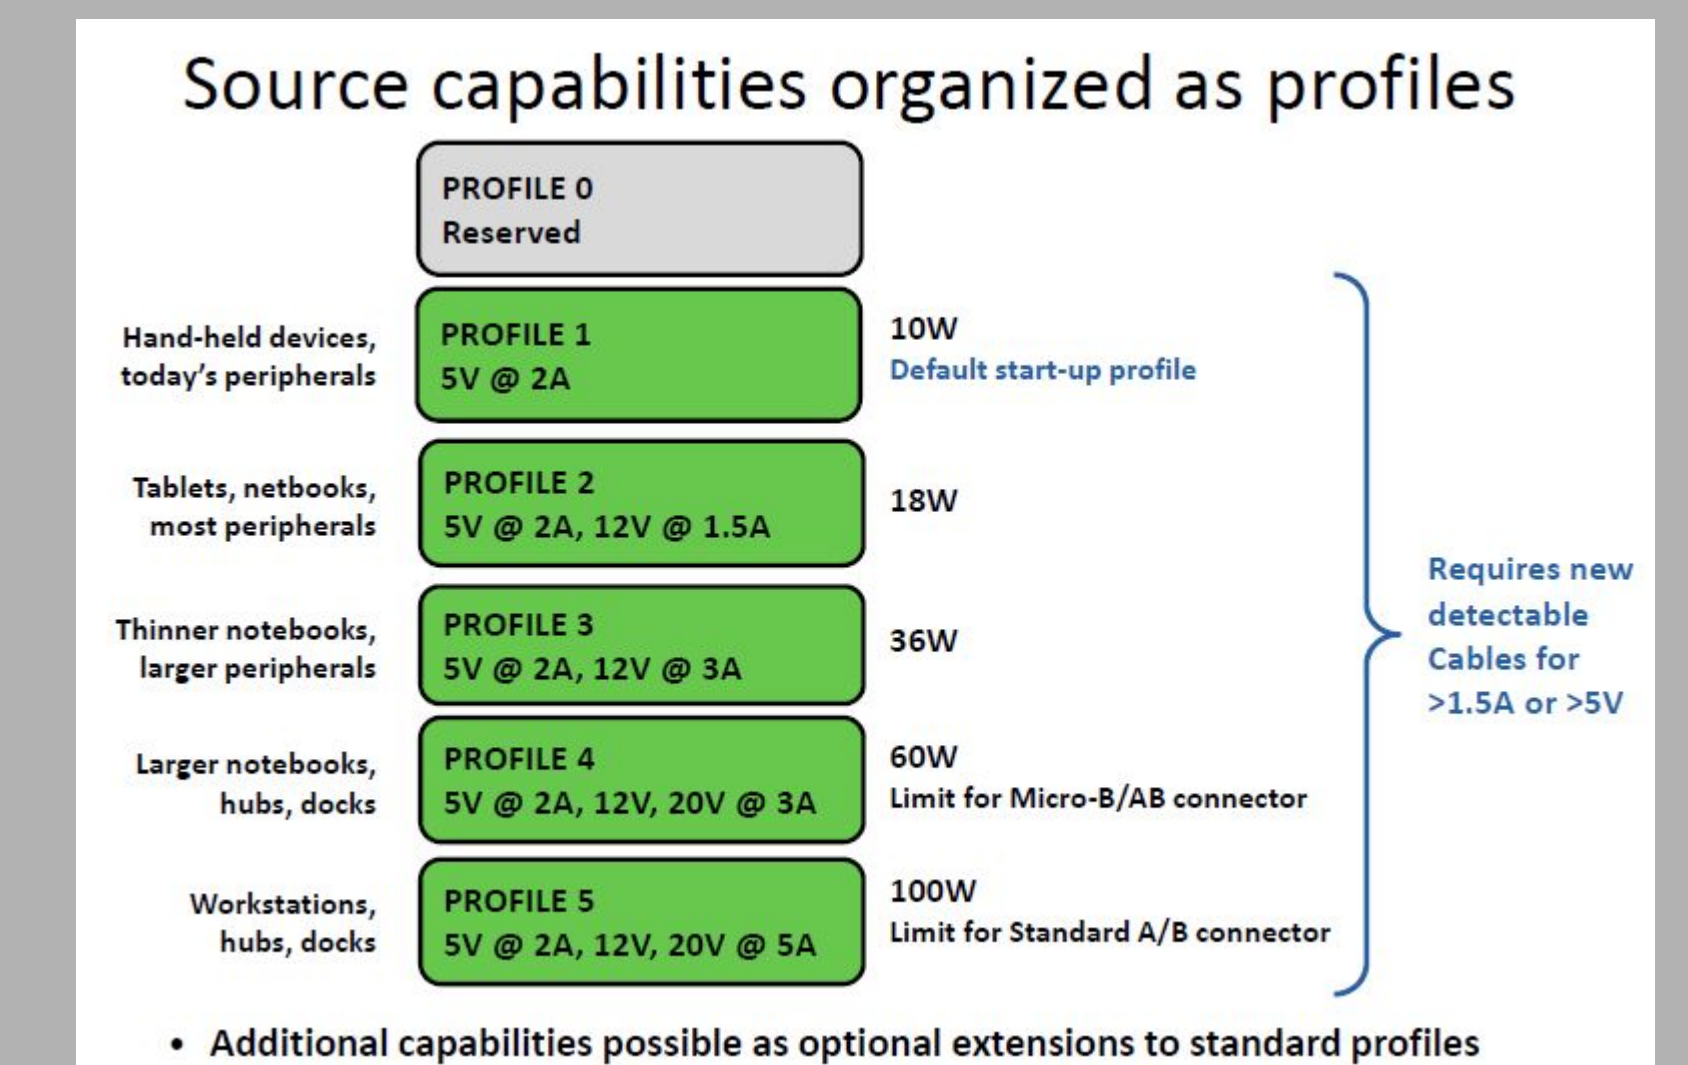 Source capabilities organized as profiles
PROFILE 0
Reserved
Hand-held devices,
today's peripherals
PROFILE 1
5V @ 2A
10W
Default start-up profile
Tablets, netbooks,
most peripherals
PROFILE 2
5V @ 2A, 12V @ 1.5A
18W
Thinner notebooks,
larger peripherals
PROFILE 3
5V @ 2A, 12V @ 3A
36W
Larger notebooks,
hubs, docks
PROFILE 4
5V @ 2A, 12V, 20V @ 3A
60W
Limit for Micro-B/AB connector
Workstations,
hubs, docks
PROFILE 5
5V @ 2A, 12V, 20V @ 5A
100W
Limit for Standard A/B connector
Requires new
detectable
Cables for
>1.5A or >5V
• Additional capabilities possible as optional extensions to standard profiles